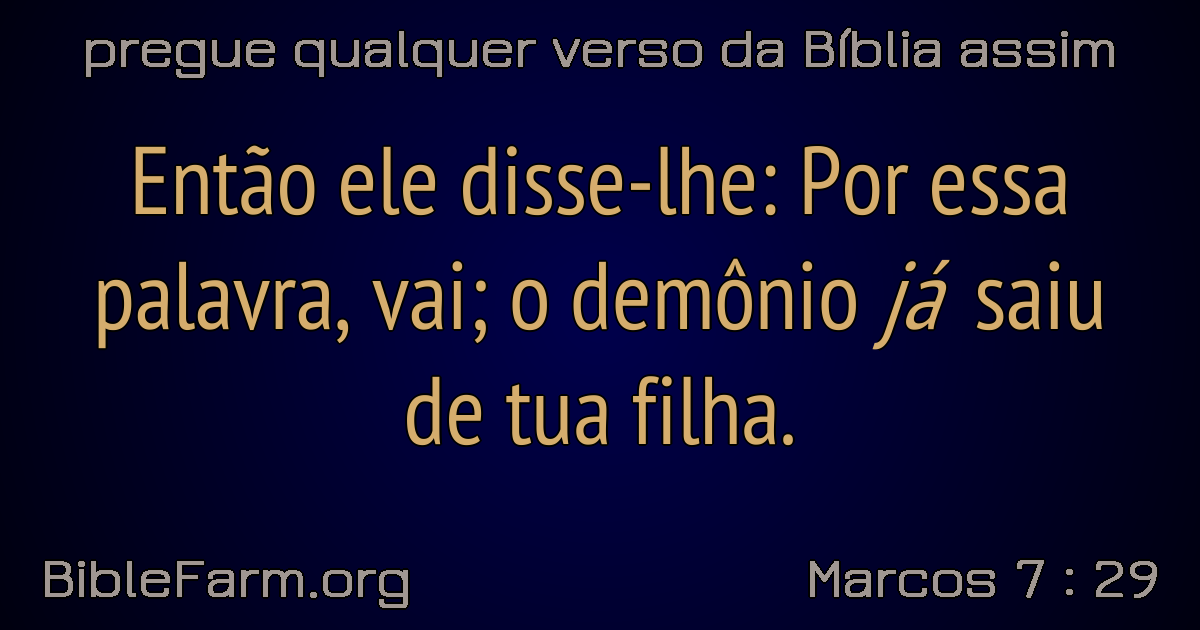 pregue qualquer verso da Bíblia assim
Então ele disse-lhe: Por essa
palavra, vai; o demônio já saiu
de tua filha.
BibleFarm.org
Marcos 7 : 29